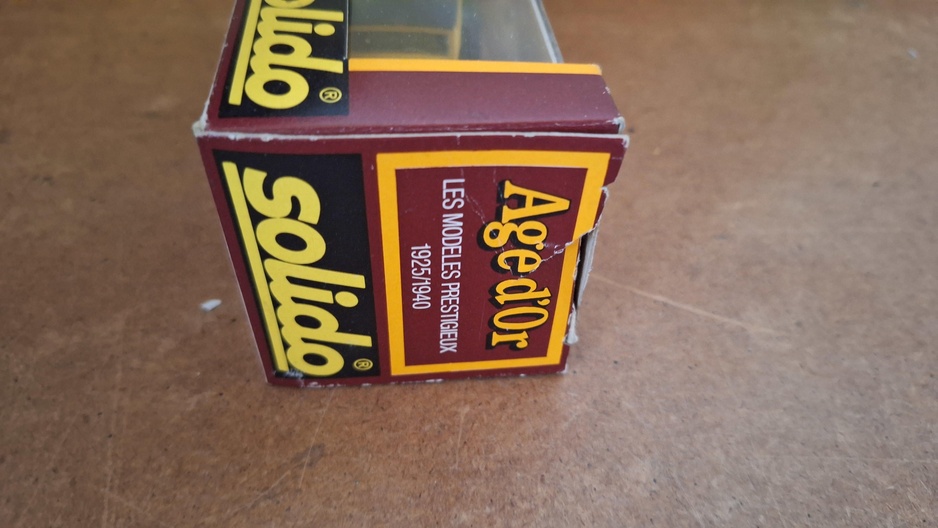 solido®
solido®
Age d'Or
LES MODELES PRESTIGIEUX
1925/1940